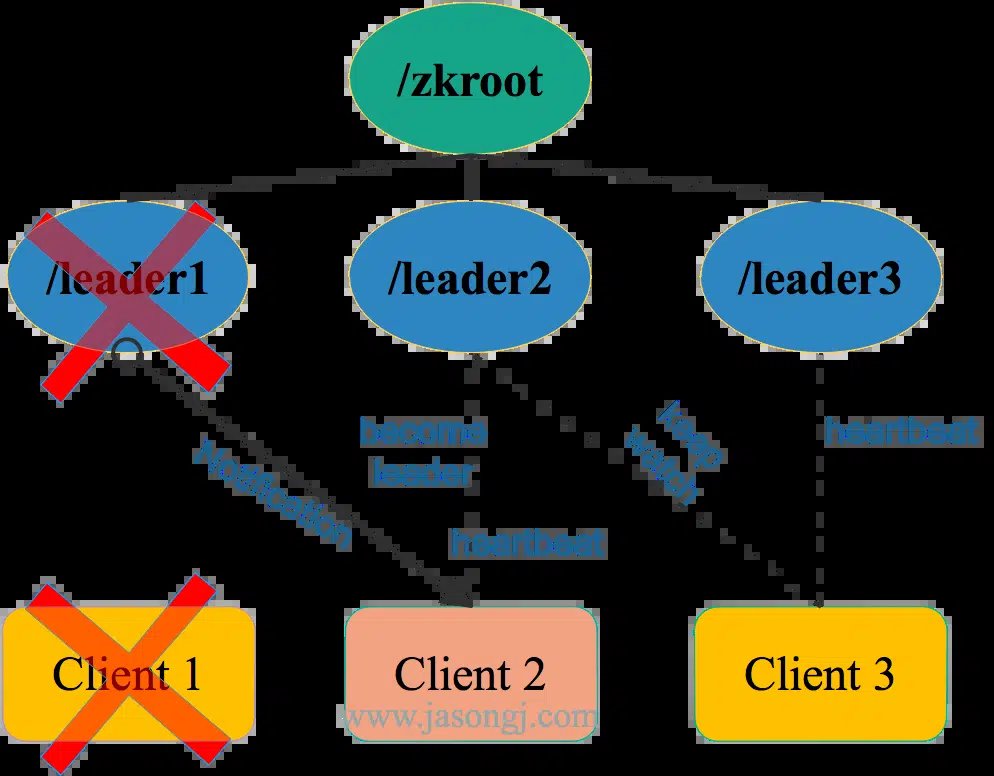 /zkroot
/leader1
/leader2
/leader3
become
leader
keep
watch
heartbeat
Notification
heartbeat
Client 1
Client 2
Client 3
www.jasongj.com